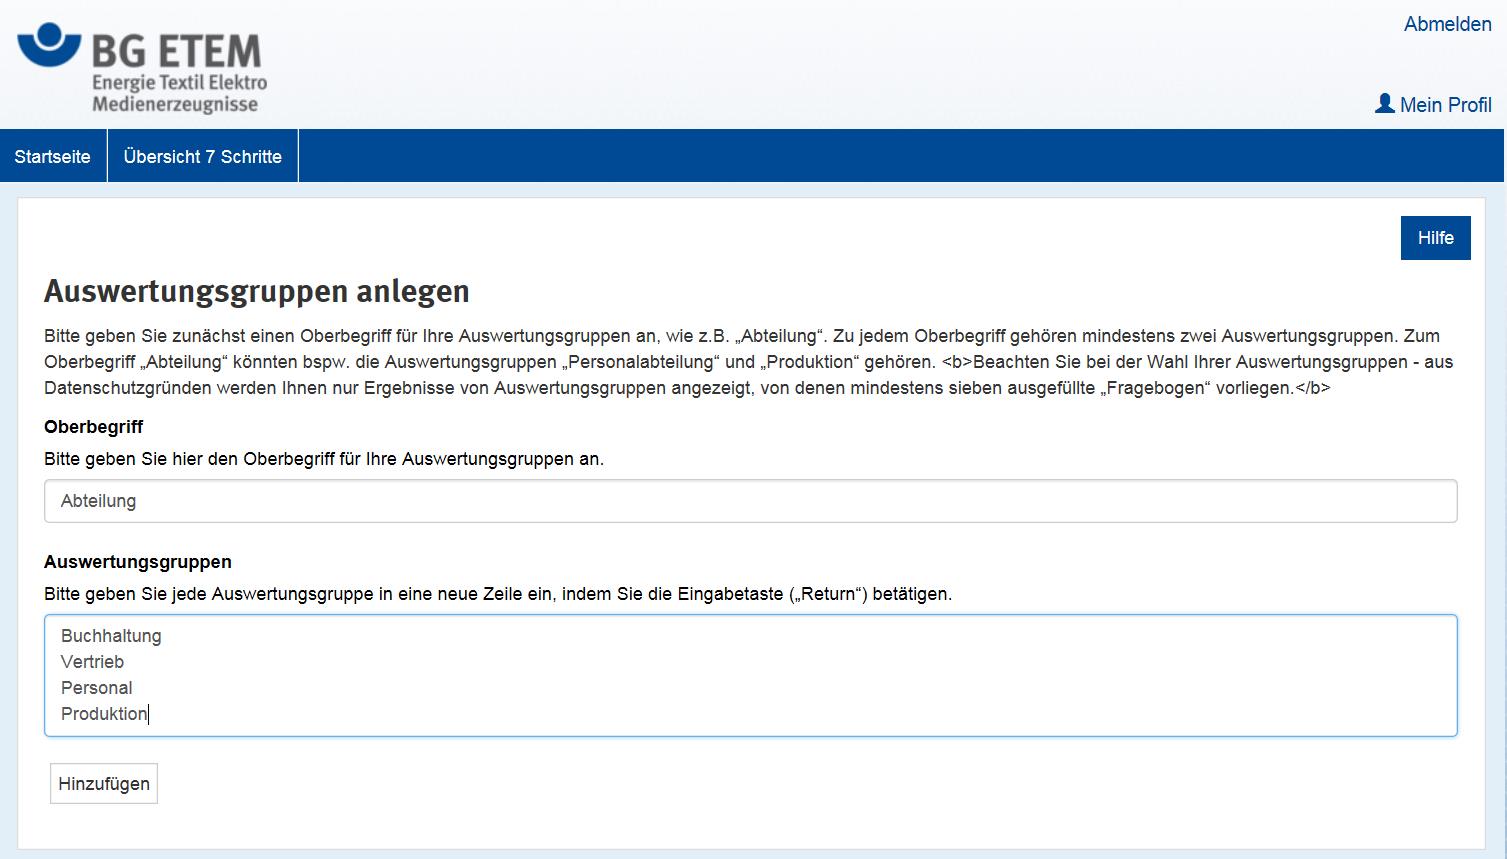 BG ETEM
Energie Textil Elektro
Medienerzeugnisse
Abmelden
Mein Profil
Startseite
Übersicht 7 Schritte
Hilfe
Auswertungsgruppen anlegen
Bitte geben Sie zunächst einen Oberbegriff für Ihre Auswertungsgruppen an, wie z.B. „Abteilung“. Zu jedem Oberbegriff gehören mindestens zwei Auswertungsgruppen. Zum
Oberbegriff „Abteilung“ könnten bspw. die Auswertungsgruppen „Personalabteilung“ und „Produktion“ gehören. <b>Beachten Sie bei der Wahl Ihrer Auswertungsgruppen - aus
Datenschutzgründen werden Ihnen nur Ergebnisse von Auswertungsgruppen angezeigt, von denen mindestens sieben ausgefüllte „Fragebogen“ vorliegen.</b>
Oberbegriff
Bitte geben Sie hier den Oberbegriff für Ihre Auswertungsgruppen an.
Abteilung
Auswertungsgruppen
Bitte geben Sie jede Auswertungsgruppe in eine neue Zeile ein, indem Sie die Eingabetaste („Return“) betätigen.
Buchhaltung
Vertrieb
Personal
Produktion
Hinzufügen